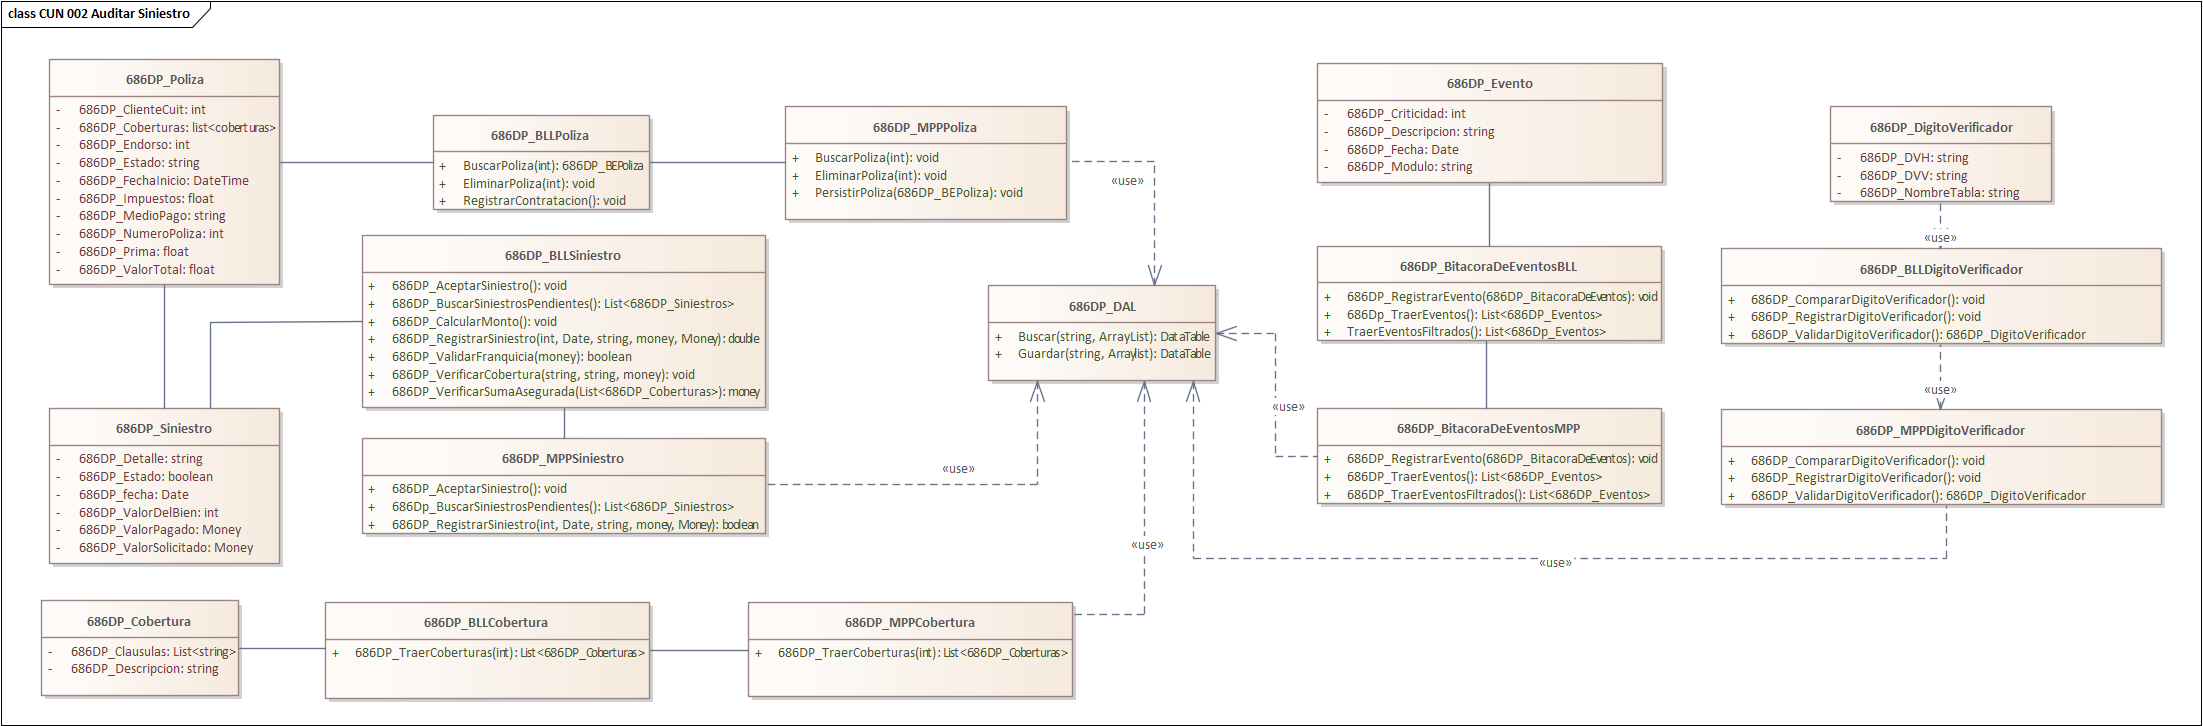 class CUN 002 Auditar Siniestro
686DP_Poliza
- 686DP_ClienteCuit: int
- 686DP_Coberturas: list<coberturas>
- 686DP_Endorso: int
- 686DP_Estado: string
- 686DP_FechaInicio: DateTime
- 686DP_Impuestos: float
- 686DP_MedioPago: string
- 686DP_NumeroPoliza: int
- 686DP_Prima: float
- 686DP_ValorTotal: float
686DP_BLLPoliza
+ BuscarPoliza(int): 686DP_BEPoliza
+ EliminarPoliza(int): void
+ RegistrarContratacion(): void
686DP_MPPPoliza
+ BuscarPoliza(int): void
+ EliminarPoliza(int): void
+ PersistirPoliza(686DP_BEPoliza): void
«use»
686DP_Evento
- 686DP_Criticidad: int
- 686DP_Descripcion: string
- 686DP_Fecha: Date
- 686DP_Modulo: string
686DP_DigitoVerificador
- 686DP_DVH: string
- 686DP_DVV: string
- 686DP_NombreTabla: string
«use»
686DP_BLLSiniestro
+ 686DP_AceptarSiniestro(): void
+ 686DP_BuscarSiniestrosPendientes(): List<686DP_Siniestros>
+ 686DP_CalcularMonto(): void
+ 686DP_RegistrarSiniestro(int, Date, string, money, Money): double
+ 686DP_ValidarFranquicia(money): boolean
+ 686DP_VerificarCobertura(string, string, money): void
+ 686DP_VerificarSumaAsegurada(List<686DP_Coberturas>): money
686DP_DAL
+ Buscar(string, ArrayList): DataTable
+ Guardar(string, Arraylist): DataTable
686DP_BitacoraDeEventosBLL
+ 686DP_RegistrarEvento(686DP_BitacoraDeEventos): void
+ 686Dp_TraerEventos(): List<686DP_Eventos>
+ TraerEventosFiltrados(): List<686Dp_Eventos>
686DP_BLLDigitoVerificador
+ 686DP_CompararDigitoVerificador(): void
+ 686DP_RegistrarDigitoVerificador(): void
+ 686DP_ValidarDigitoVerificador(): 686DP_DigitoVerificador
«use»
«use»
686DP_Siniestro
- 686DP_Detalle: string
- 686DP_Estado: boolean
- 686DP_fecha: Date
- 686DP_ValorDelBien: int
- 686DP_ValorPagado: Money
- 686DP_ValorSolicitado: Money
686DP_MPPSiniestro
+ 686DP_AceptarSiniestro(): void
+ 686Dp_BuscarSiniestrosPendientes(): List<686DP_Siniestros>
+ 686DP_RegistrarSiniestro(int, Date, string, money, Money): boolean
«use»
686DP_BitacoraDeEventosMPP
+ 686DP_RegistrarEvento(686DP_BitacoraDeEventos): void
+ 686DP_TraerEventos(): List<686DP_Eventos>
+ 686DP_TraerEventosFiltrados(): List<686DP_Eventos>
686DP_MPPDigitoVerificador
+ 686DP_CompararDigitoVerificador(): void
+ 686DP_RegistrarDigitoVerificador(): void
+ 686DP_ValidarDigitoVerificador(): 686DP_DigitoVerificador
«use»
«use»
686DP_Cobertura
- 686DP_Clausulas: List<string>
- 686DP_Descripcion: string
686DP_BLLCobertura
+ 686DP_TraerCoberturas(int): List<686DP_Coberturas>
686DP_MPPCobertura
+ 686DP_TraerCoberturas(int): List<686DP_Coberturas>